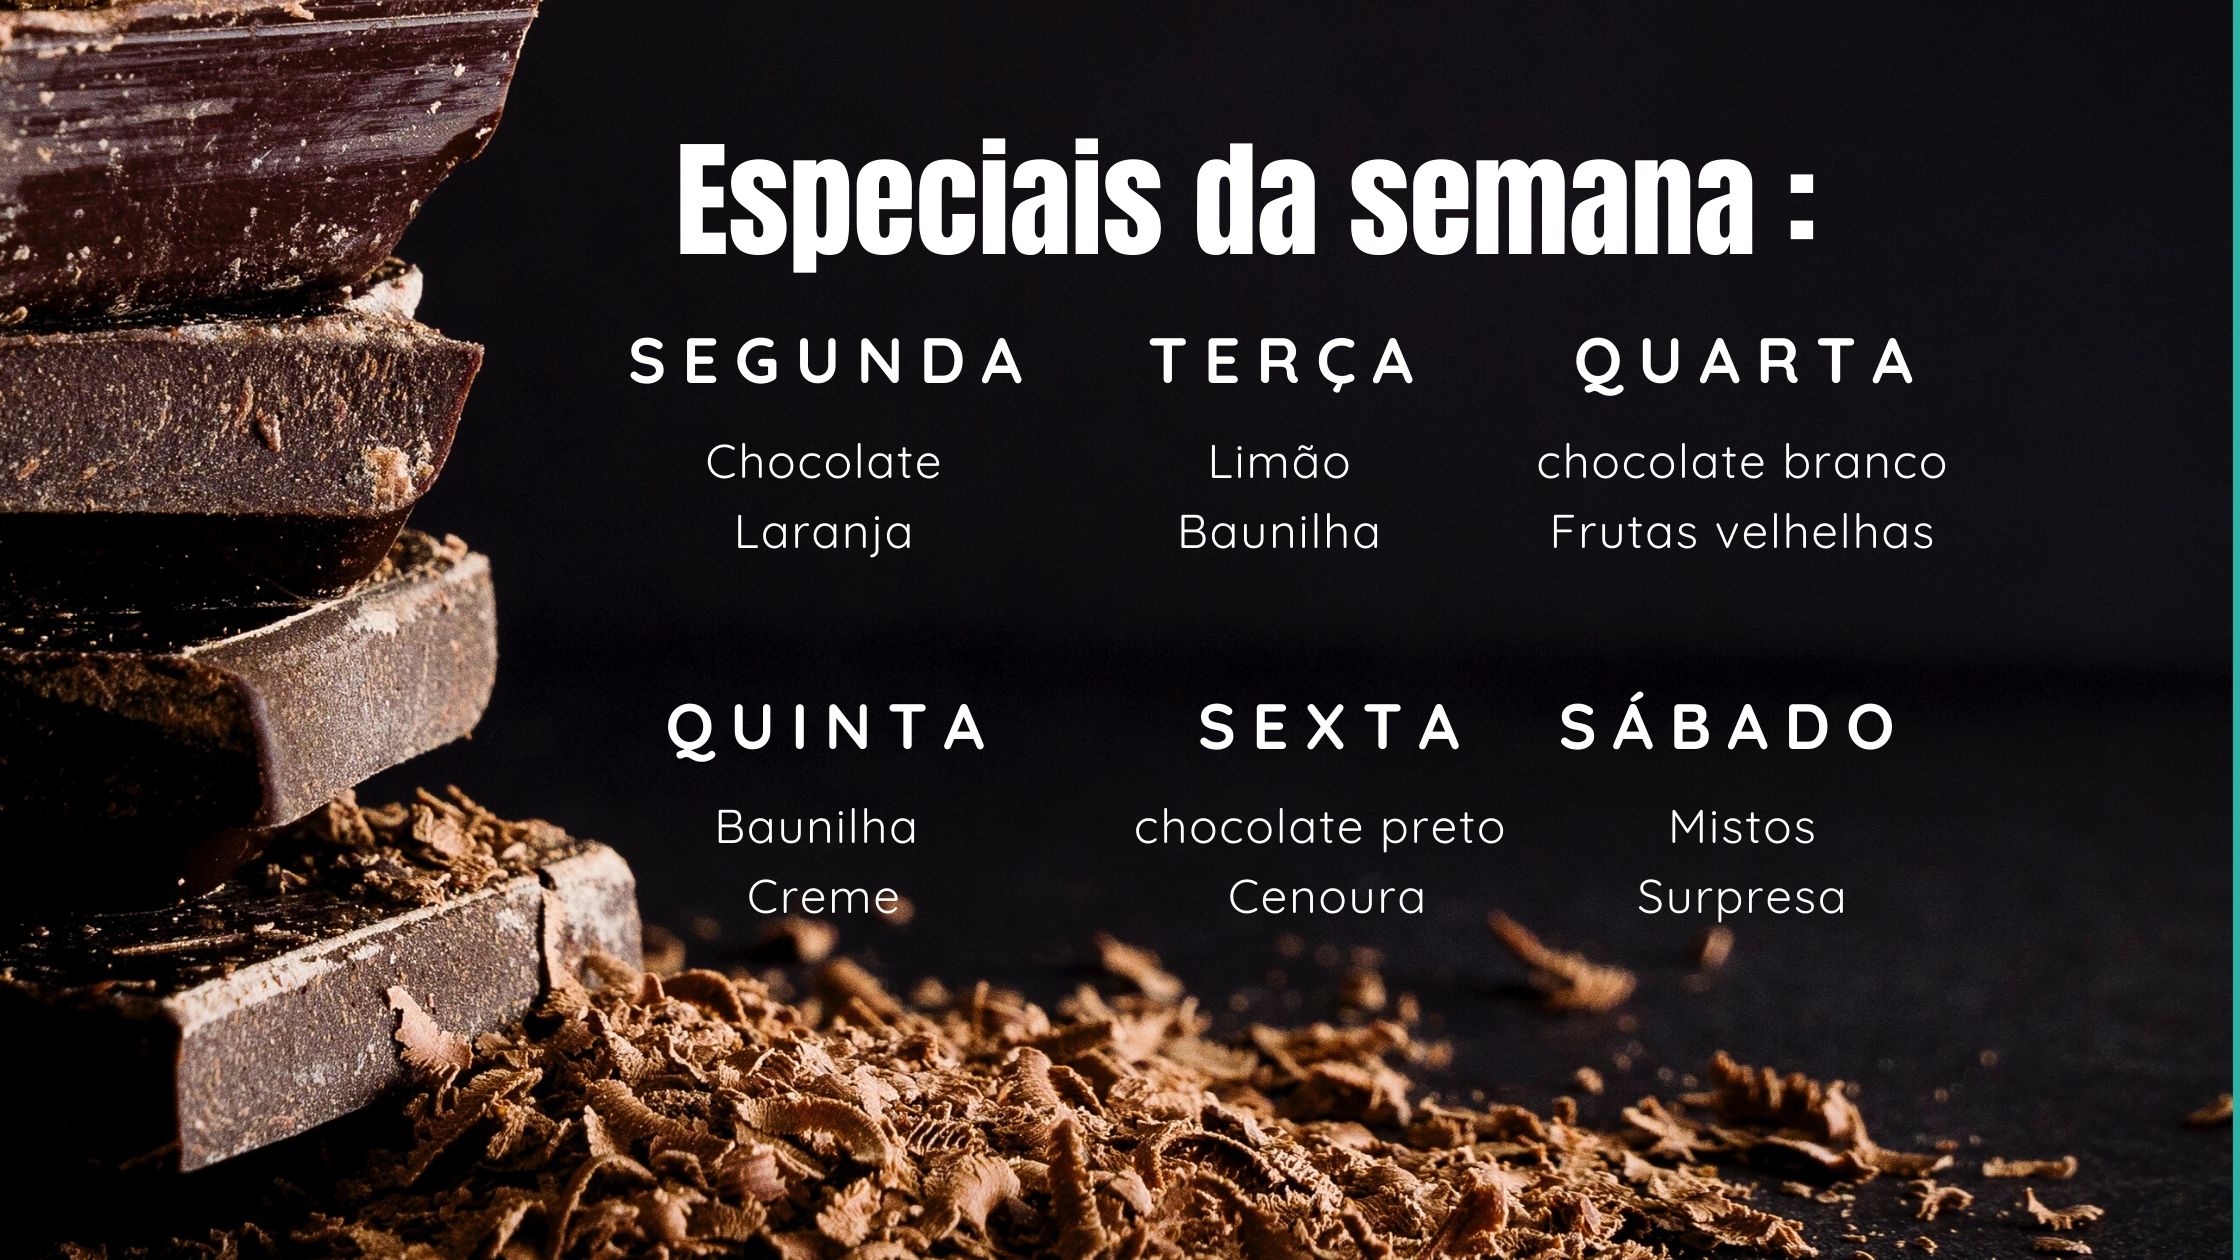 Especiais da semana :
SEGUNDA
Chocolate
Laranja
TERÇA
Limão
Baunilha
QUARTA
chocolate branco
Frutas velhelhas
QUINTA
Baunilha
Creme
SEXTA
chocolate preto
Cenoura
SÁBADO
Mistos
Surpresa